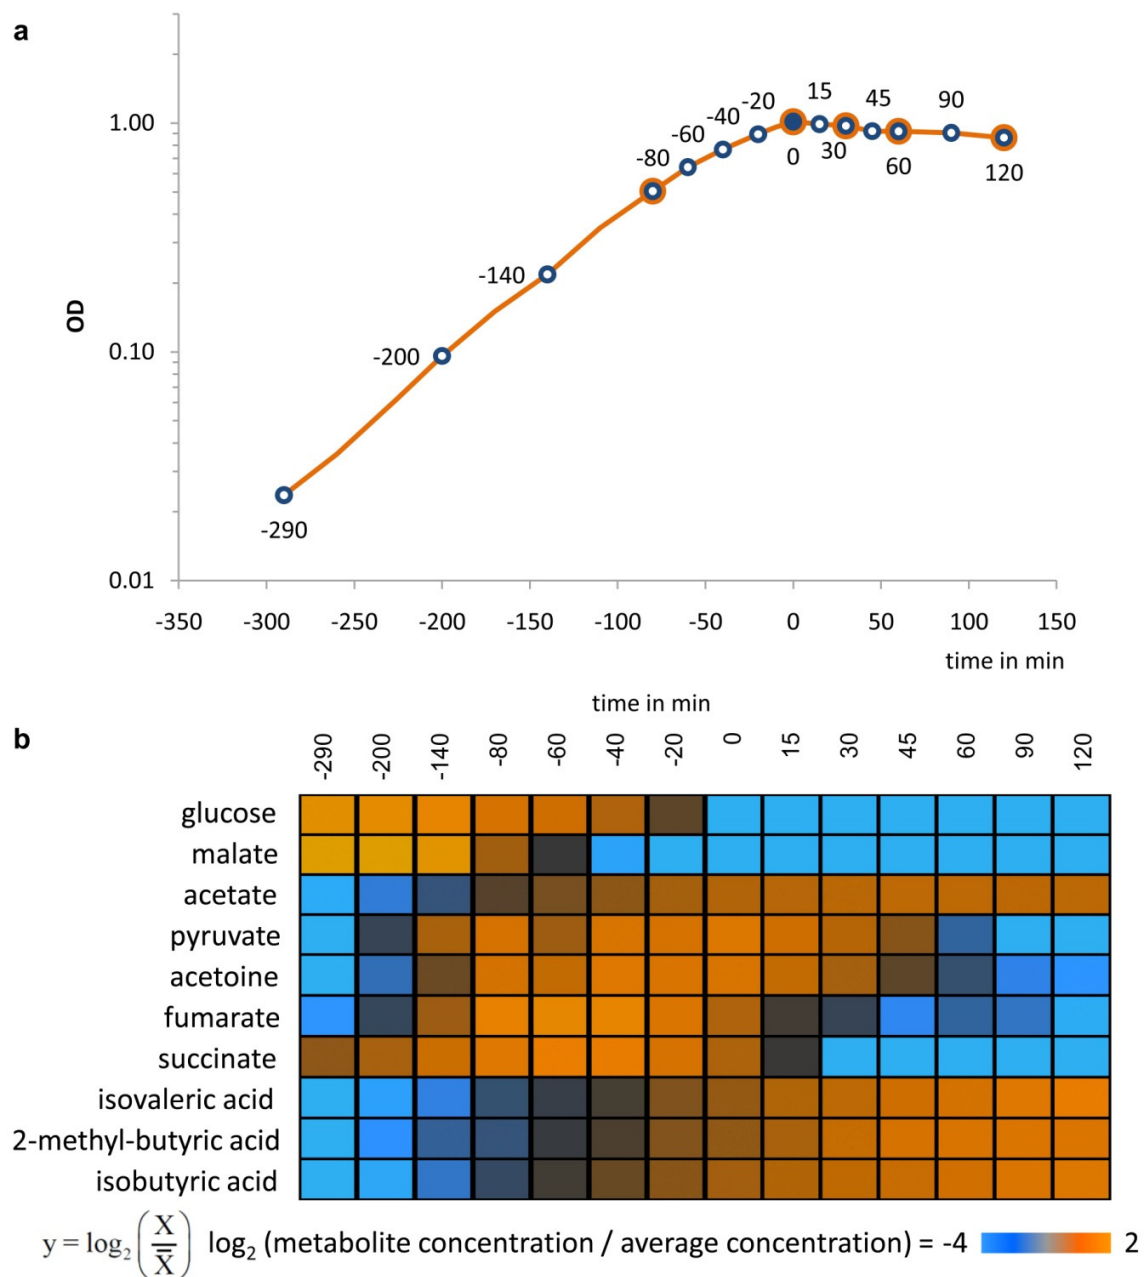 a
OD
1.00
0.10
0.01
-290
-200
-140
-80
-60
-40
-20
0
15
30
45
60
90
120
-350 -300 -250 -200 -150 -100 -50 0 50 100 150
time in min
time in min
b
-290 -200 -140 -80 -60 -40 -20 0 15 30 45 60 90 120
glucose
malate
acetate
pyruvate
acetoine
fumarate
succinate
isovaleric acid
2-methyl-butyric acid
isobutyric acid
y = log₂ (X / X̿) log₂ (metabolite concentration / average concentration) = -4 2